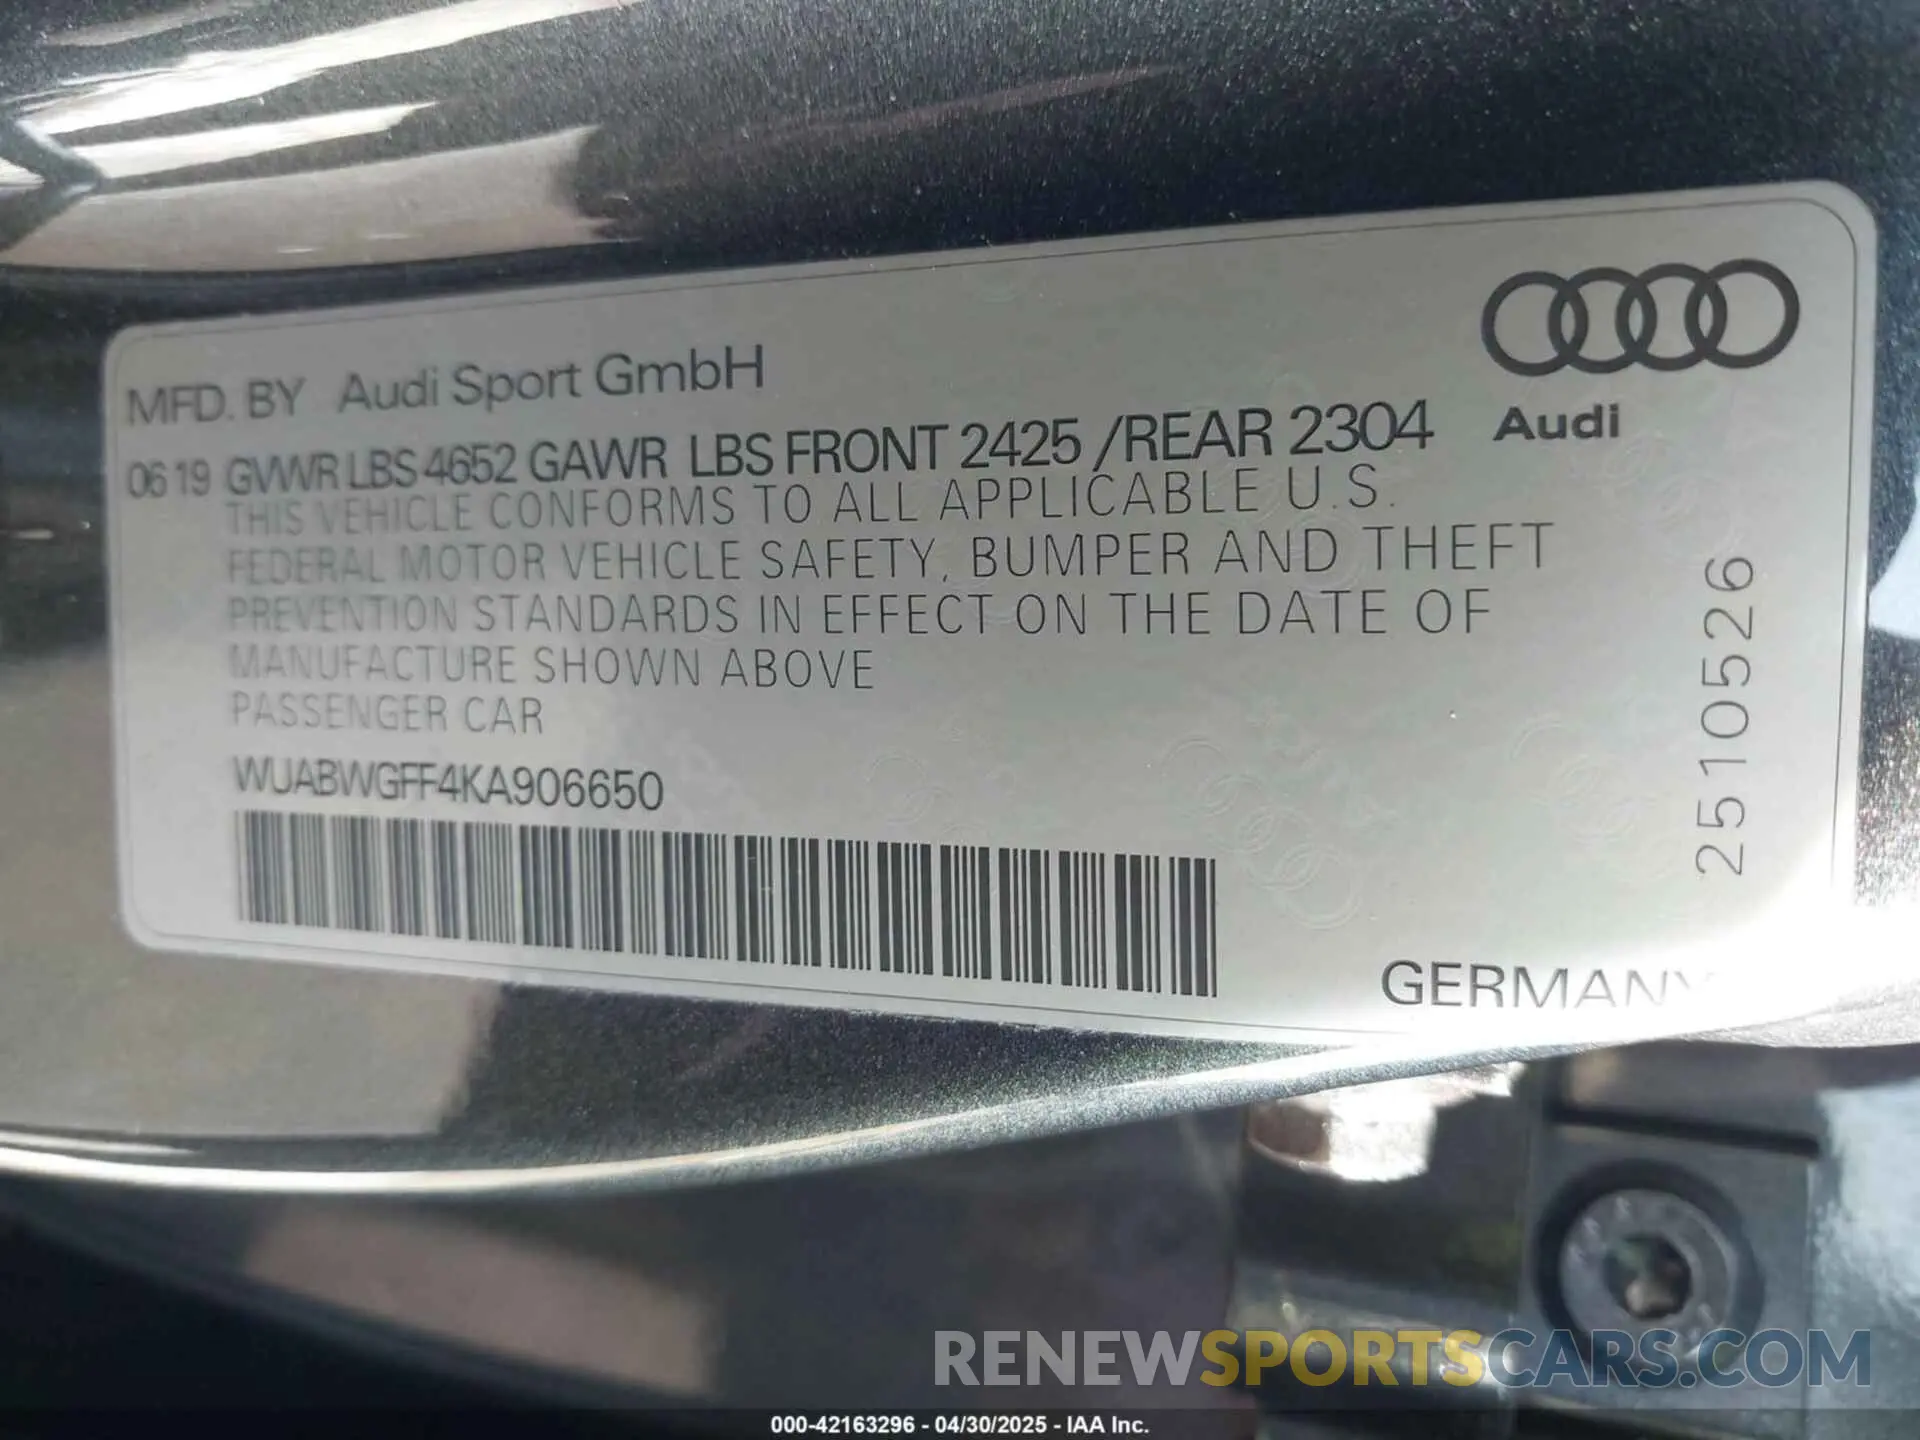 MFD. BY Audi Sport GmbH
06 19 GVWR LBS 4652 GAWR LBS FRONT 2425 /REAR 2304
Audi
THIS VEHICLE CONFORMS TO ALL APPLICABLE U.S.
FEDERAL MOTOR VEHICLE SAFETY, BUMPER AND THEFT
PREVENTION STANDARDS IN EFFECT ON THE DATE OF
MANUFACTURE SHOWN ABOVE
PASSENGER CAR
WUABWGFF4KA906650
2510526
GERMANY
RENEWSPORTSCARS.COM
000-42163296 - 04/30/2025 - IAA Inc.